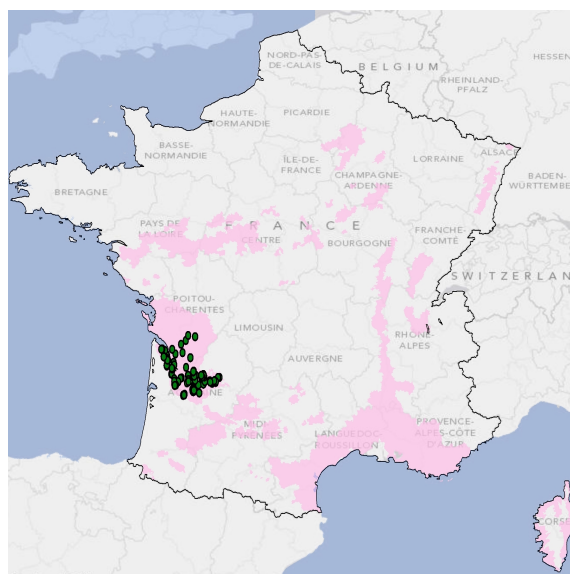 NORD-PAS-
DE-CALAIS
BELGIUM
HESSEN
RHEINLAND-
PFALZ
HAUTE-
NORMANDIE
PICARDIE
BASSE-
NORMANDIE
ÎLE-DE-
FRANCE
LORRAINE
ALSACE
CHAMPAGNE-
ARDENNE
BADEN-
WÜRTTEMBE
BRETAGNE
PAYS DE
LA LOIRE
FRANCE
CENTRE
BOURGOGNE
FRANCHE-
COMTÉ
SWITZERLAN
POITOU-
CHARENTES
LIMOUSIN
RHÔNE-
ALPES
AUVERGNE
MIDI-
PYRÉNÉES
LANGUEDOC-
ROUSSILLON
PROVENCE-
ALPES-CÔTE
D'AZUR
CORSE